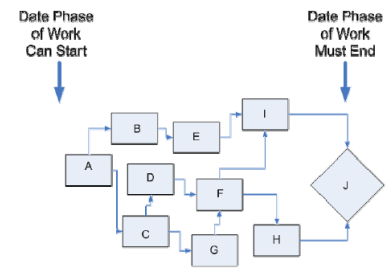 Date Phase
of Work
Can Start
Date Phase
of Work
Must End
I
B
E
A
D
F
J
C
G
H